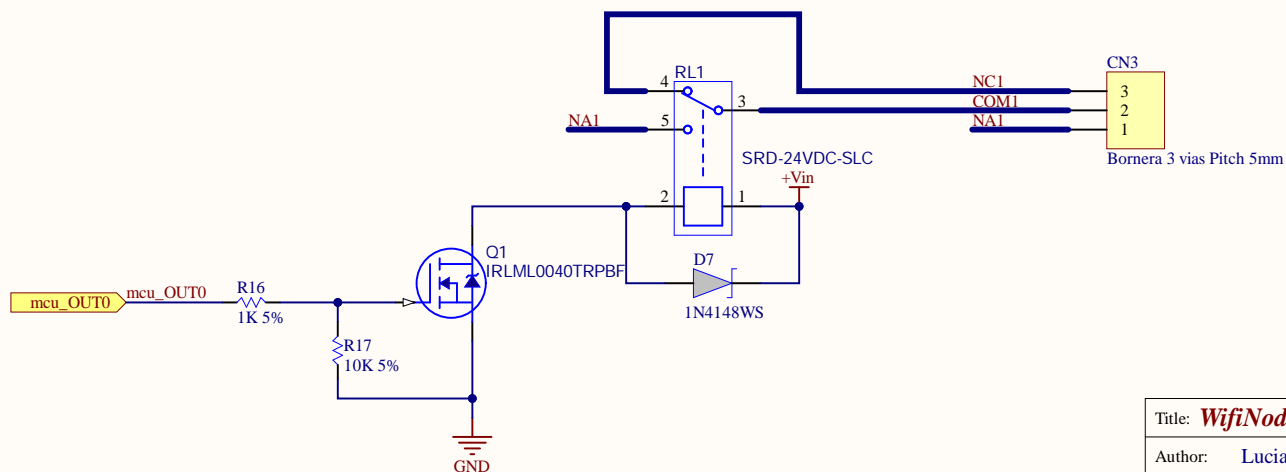 RL1
4
3
5
NA1
SRD-24VDC-SLC
+Vin
2
1
D7
1N4148WS
CN3
NC1
3
COM1
2
NA1
1
Bornera 3 vias Pitch 5mm
Q1
IRLML0040TRPBF
mcu_OUT0
mcu_OUT0
R16
1K 5%
R17
10K 5%
GND
Title: WifiNod
Author: Lucia